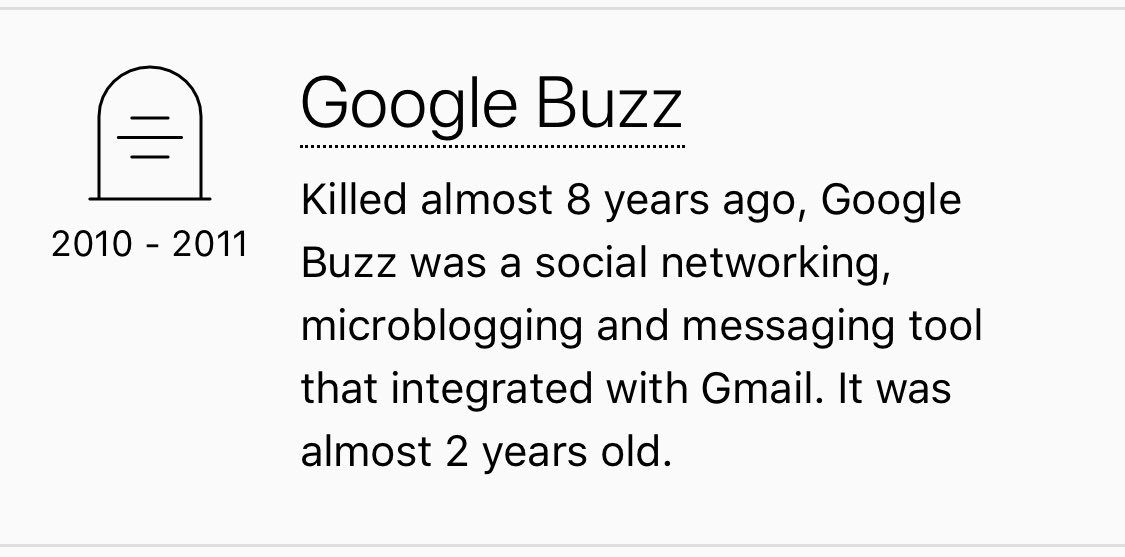 Google Buzz
2010 - 2011
Killed almost 8 years ago, Google
Buzz was a social networking,
microblogging and messaging tool
that integrated with Gmail. It was
almost 2 years old.